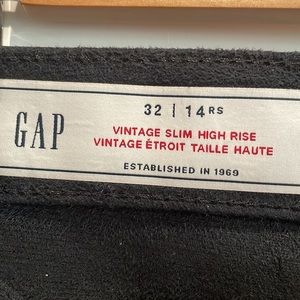 GAP
32 | 14RS
VINTAGE SLIM HIGH RISE
VINTAGE ÉTROIT TAILLE HAUTE
ESTABLISHED IN 1969